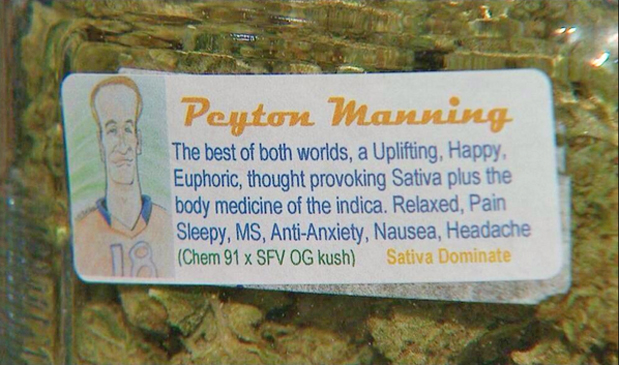 Peyton Manning
The best of both worlds, a Uplifting, Happy,
Euphoric, thought provoking Sativa plus the
body medicine of the indica. Relaxed, Pain
Sleepy, MS, Anti-Anxiety, Nausea, Headache
(Chem 91 x SFV OG kush) Sativa Dominate
18